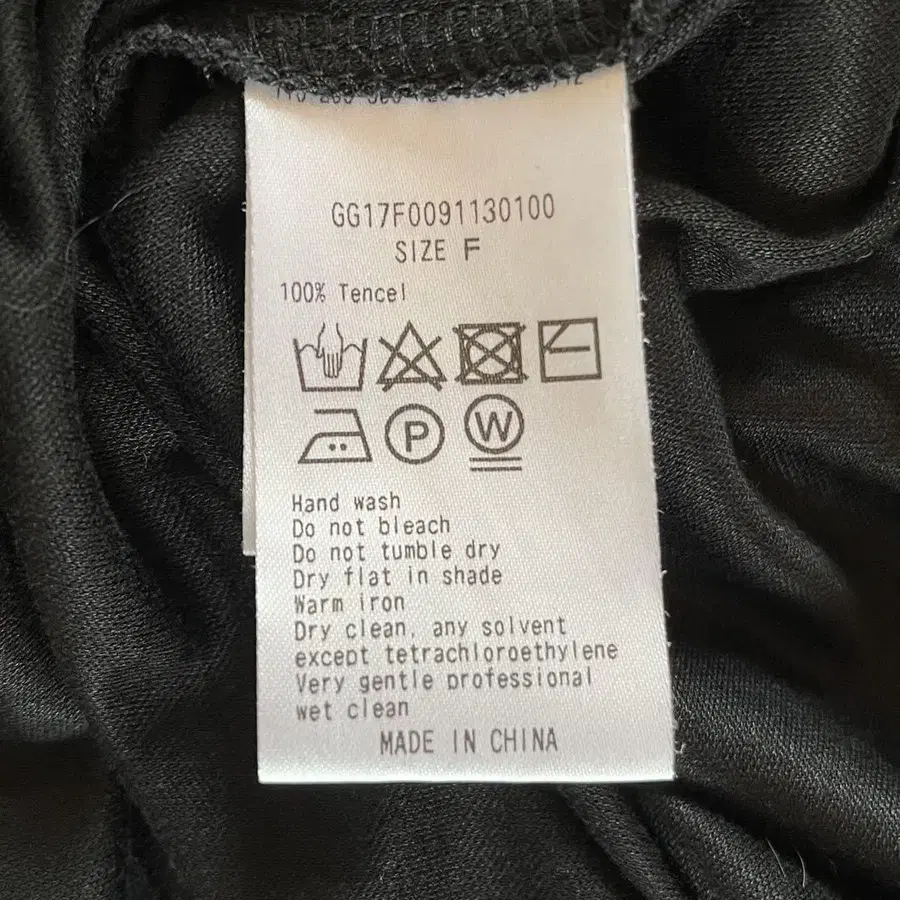 GG17F0091130100
SIZE F
100% Tencel
P W
Hand wash
Do not bleach
Do not tumble dry
Dry flat in shade
Warm iron
Dry clean, any solvent
except tetrachloroethylene
Very gentle professional
wet clean
MADE IN CHINA